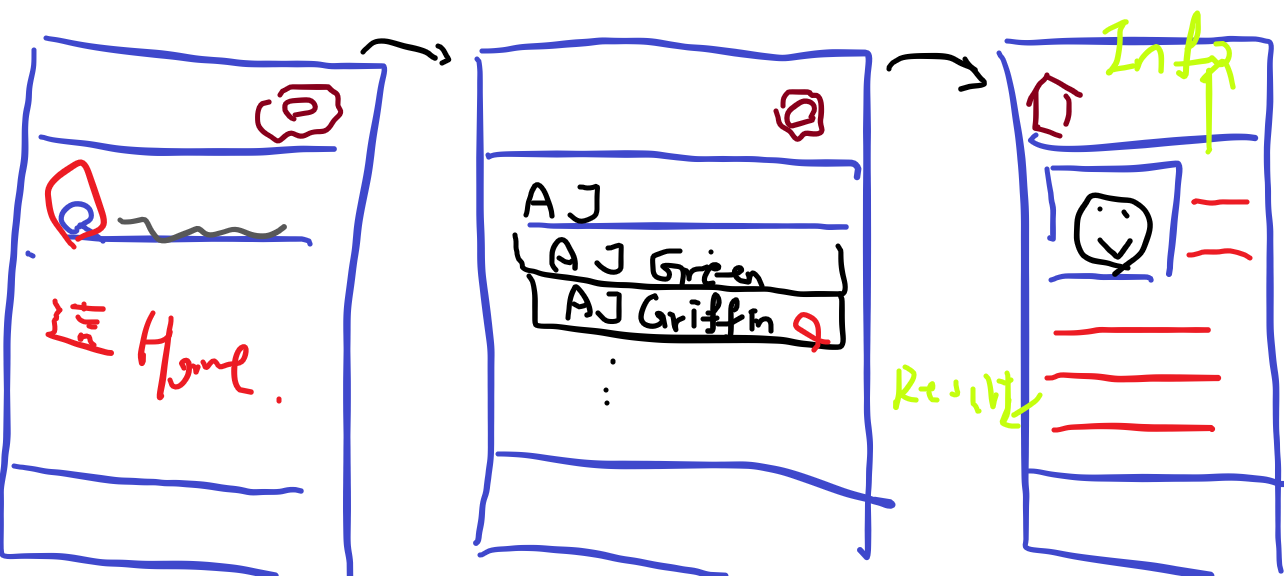 Home.
AJ
AJ Green
AJ Griffin
Info
Result